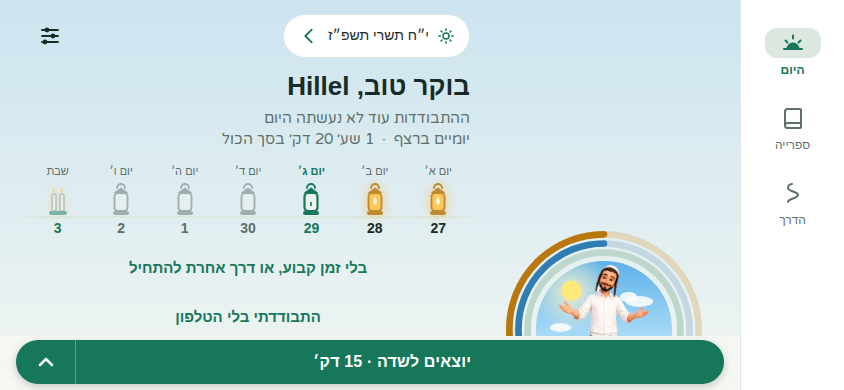 י״ח תשרי תשפ״ז
היום
בוקר טוב, Hillel
ההתבודדות עוד לא נעשתה היום
יומיים ברצף · 1 שע׳ 20 דק׳ בסך הכול
ספרייה
יום א׳ יום ב׳ יום ג׳ יום ד׳ יום ה׳ יום ו׳ שבת
27 28 29 30 1 2 3
הדרך
בלי זמן קבוע, או דרך אחרת להתחיל
התבודדתי בלי הטלפון
יוצאים לשדה · 15 דק׳